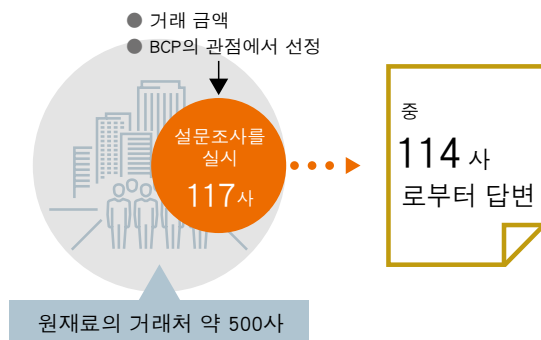 ● 거래 금액
● BCP의 관점에서 선정
설문조사를
실시
117사
중
114 사
로부터 답변
원재료의 거래처 약 500사